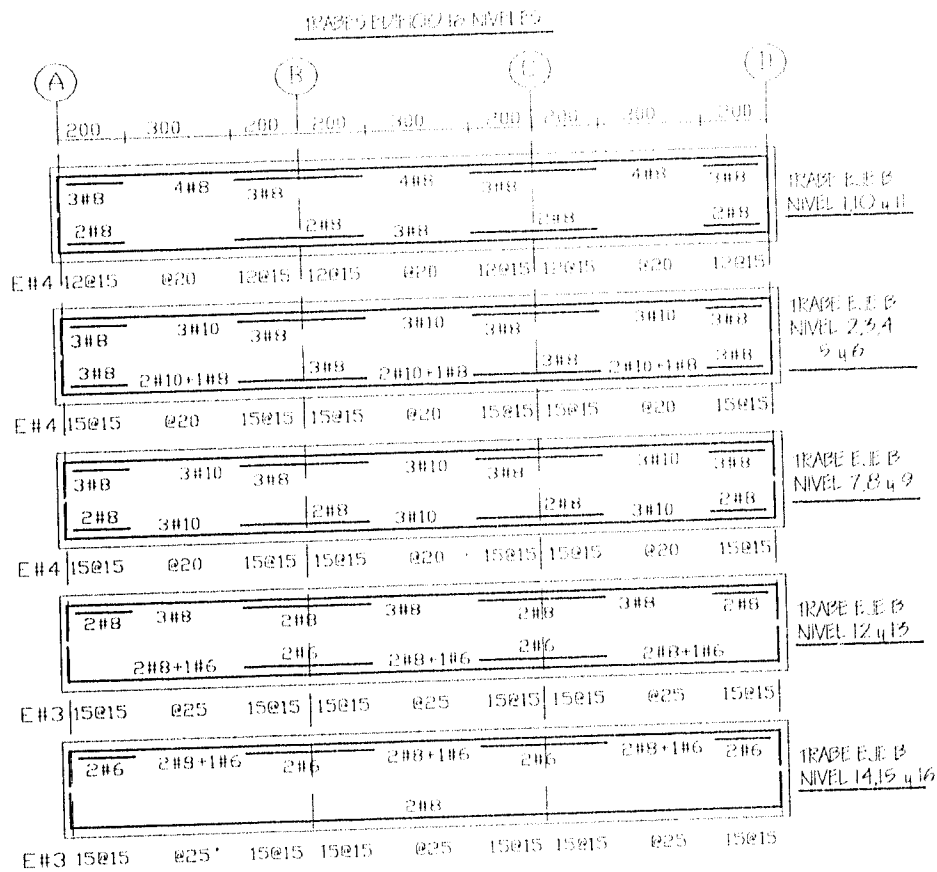 TRABES EDIFICIO 16 NIVELES
A B C D
200 300 200 200 300 200 200 300 200
3#8 4#8 3#8 4#8 3#8 4#8 3#8
2#8 2#8 3#8 2#8 2#8
TRABE EJE B
NIVEL 1,10 y 11
E#4 12@15 @20 12@15 12@15 @20 12@15 12@15 @20 12@15
3#8 3#10 3#8 3#10 3#8 3#10 3#8
3#8 2#10+1#8 3#8 2#10+1#8 3#8 2#10+1#8 3#8
TRABE EJE B
NIVEL 2,3,4
5 y 6
E#4 15@15 @20 15@15 15@15 @20 15@15 15@15 @20 15@15
3#8 3#10 3#8 3#10 3#8 3#10 3#8
2#8 3#10 2#8 3#10 2#8 3#10 2#8
TRABE EJE B
NIVEL 7,8 y 9
E#4 15@15 @20 15@15 15@15 @20 15@15 15@15 @20 15@15
2#8 3#8 2#8 3#8 2#8 3#8 2#8
2#8+1#6 2#6 2#8+1#6 2#6 2#8+1#6
TRABE EJE B
NIVEL 12 y 13
E#3 15@15 @25 15@15 15@15 @25 15@15 15@15 @25 15@15
2#6 2#8+1#6 2#6 2#8+1#6 2#6 2#8+1#6 2#6
2#8
TRABE EJE B
NIVEL 14,15 y 16
E#3 15@15 @25 15@15 15@15 @25 15@15 15@15 @25 15@15